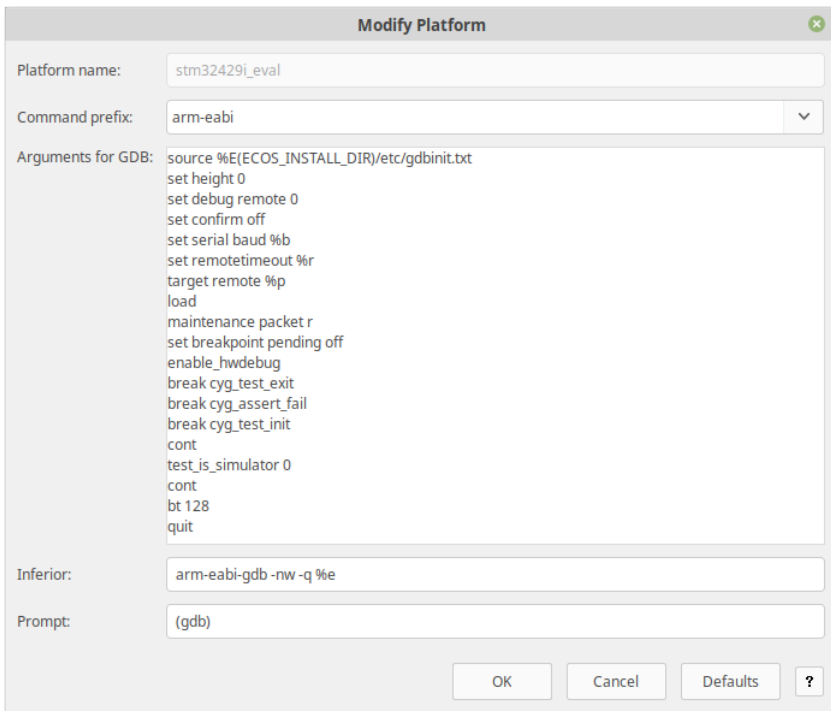 Modify Platform
Platform name: stm32429i_eval
Command prefix: arm-eabi
Arguments for GDB: source %E(ECOS_INSTALL_DIR)/etc/gdbinit.txt
set height 0
set debug remote 0
set confirm off
set serial baud %b
set remotetimeout %r
target remote %p
load
maintenance packet r
set breakpoint pending off
enable_hwdebug
break cyg_test_exit
break cyg_assert_fail
break cyg_test_init
cont
test_is_simulator 0
cont
bt 128
quit
Inferior: arm-eabi-gdb -nw -q %e
Prompt: (gdb)
OK Cancel Defaults ?